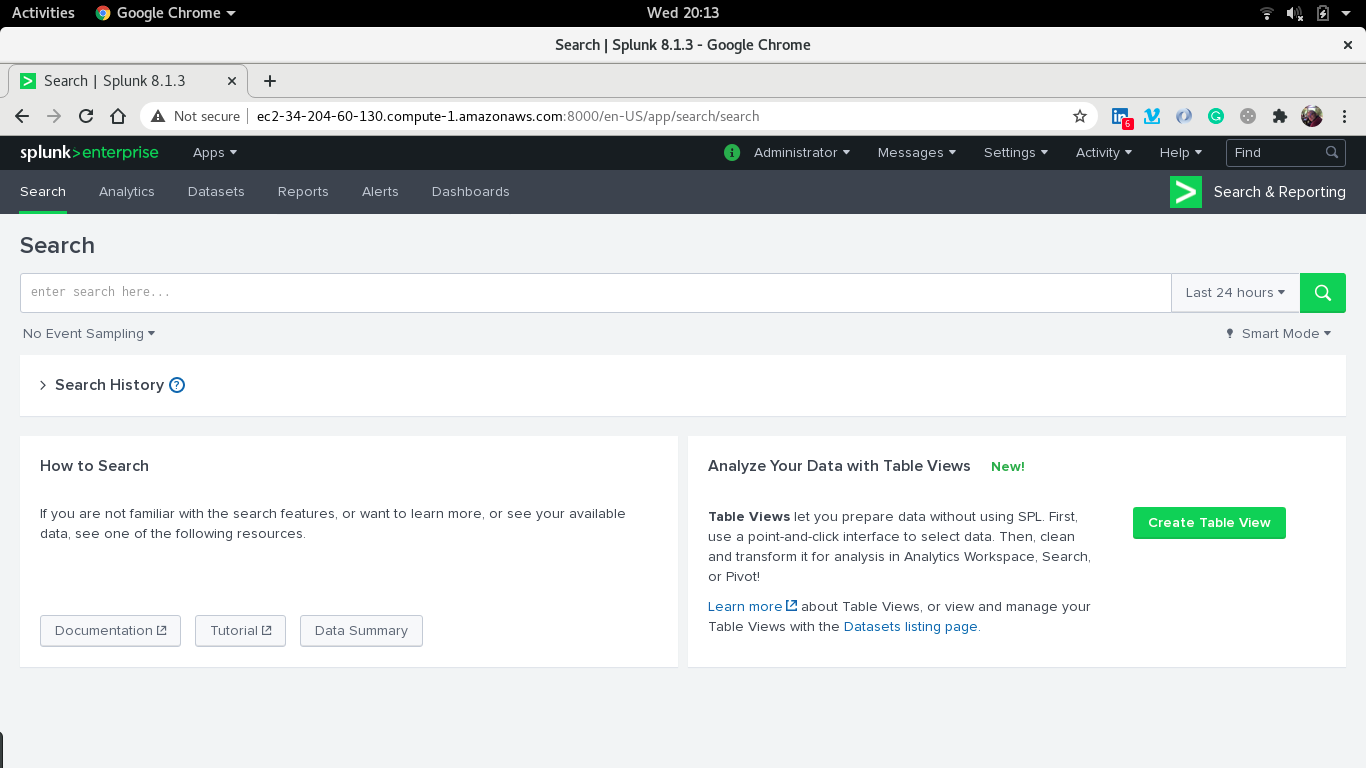 Activities Google Chrome Wed 20:13
Search | Splunk 8.1.3 - Google Chrome
Search | Splunk 8.1.3
Not secure ec2-34-204-60-130.compute-1.amazonaws.com:8000/en-US/app/search/search 6
splunk>enterprise Apps i Administrator Messages Settings Activity Help Find
Search Analytics Datasets Reports Alerts Dashboards > Search & Reporting
Search
enter search here... Last 24 hours
No Event Sampling Smart Mode
Search History ?
How to Search
If you are not familiar with the search features, or want to learn more, or see your available
data, see one of the following resources.
Documentation Tutorial Data Summary
Analyze Your Data with Table Views New!
Table Views let you prepare data without using SPL. First,
use a point-and-click interface to select data. Then, clean
and transform it for analysis in Analytics Workspace, Search,
or Pivot!
Create Table View
Learn more about Table Views, or view and manage your
Table Views with the Datasets listing page.